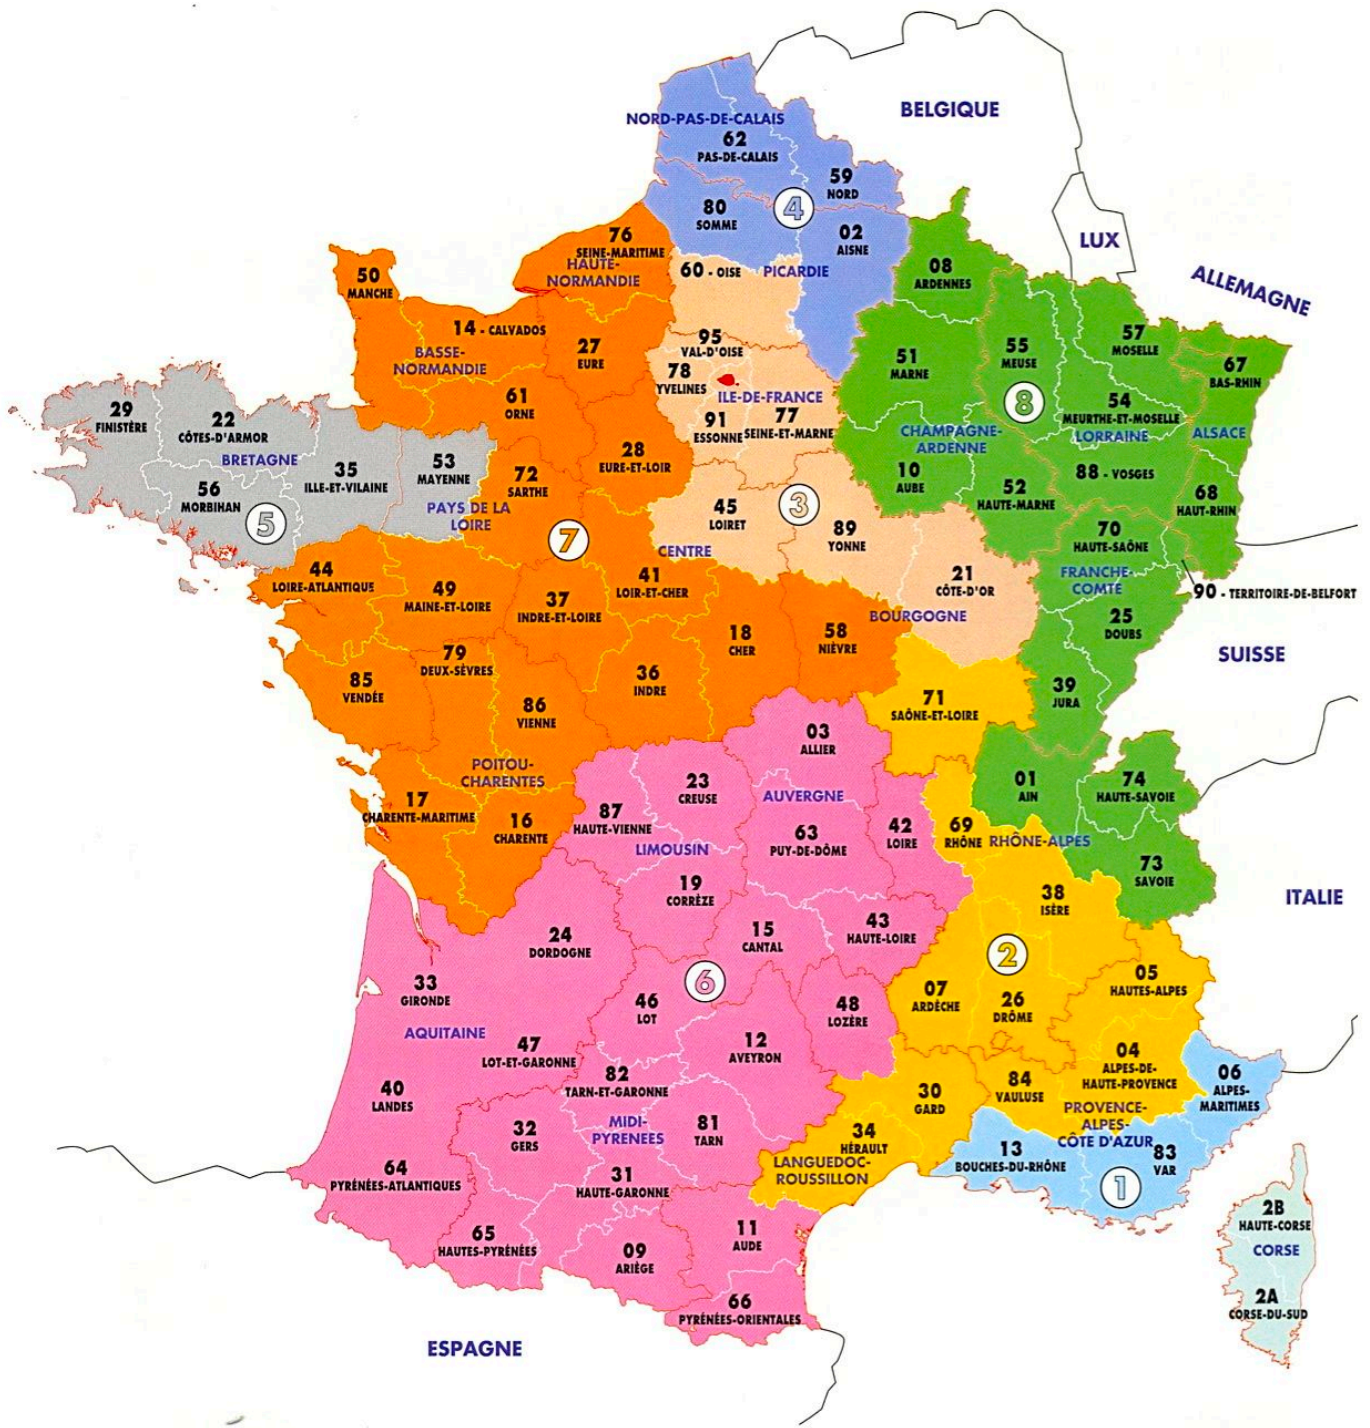 BELGIQUE
NORD-PAS-DE-CALAIS
62
PAS-DE-CALAIS
59
NORD
4
80
SOMME
02
AISNE
LUX
ALLEMAGNE
76
SEINE-MARITIME
HAUTE-
NORMANDIE
60 - OISE
PICARDIE
08
ARDENNES
50
MANCHE
14 - CALVADOS
BASSE-
NORMANDIE
27
EURE
95
VAL-D'OISE
78
YVELINES
ILE-DE-FRANCE
91
ESSONNE
77
SEINE-ET-MARNE
51
MARNE
55
MEUSE
57
MOSELLE
67
BAS-RHIN
8
54
MEURTHE-ET-MOSELLE
LORRAINE
ALSACE
CHAMPAGNE-
ARDENNE
61
ORNE
29
FINISTÈRE
22
CÔTES-D'ARMOR
BRETAGNE
35
ILLE-ET-VILAINE
53
MAYENNE
56
MORBIHAN
5
PAYS DE LA
LOIRE
72
SARTHE
28
EURE-ET-LOIR
7
45
LOIRET
3
CENTRE
89
YONNE
10
AUBE
52
HAUTE-MARNE
88 - VOSGES
68
HAUT-RHIN
70
HAUTE-SAÔNE
FRANCHE-
COMTÉ
90 - TERRITOIRE-DE-BELFORT
25
DOUBS
SUISSE
44
LOIRE-ATLANTIQUE
49
MAINE-ET-LOIRE
37
INDRE-ET-LOIRE
41
LOIR-ET-CHER
21
CÔTE-D'OR
BOURGOGNE
18
CHER
58
NIÈVRE
79
DEUX-SÈVRES
85
VENDÉE
86
VIENNE
36
INDRE
71
SAÔNE-ET-LOIRE
39
JURA
03
ALLIER
POITOU-
CHARENTES
17
CHARENTE-MARITIME
16
CHARENTE
87
HAUTE-VIENNE
23
CREUSE
AUVERGNE
LIMOUSIN
63
PUY-DE-DÔME
42
LOIRE
69
RHÔNE
RHÔNE-ALPES
01
AIN
74
HAUTE-SAVOIE
73
SAVOIE
ITALIE
19
CORRÈZE
38
ISÈRE
24
DORDOGNE
15
CANTAL
43
HAUTE-LOIRE
2
33
GIRONDE
AQUITAINE
6
46
LOT
48
LOZÈRE
07
ARDÈCHE
26
DRÔME
05
HAUTES-ALPES
47
LOT-ET-GARONNE
12
AVEYRON
04
ALPES-DE-
HAUTE-PROVENCE
06
ALPES-
MARITIMES
40
LANDES
82
TARN-ET-GARONNE
MIDI-
PYRENEES
81
TARN
30
GARD
84
VAULUSE
PROVENCE-
ALPES-
CÔTE D'AZUR
32
GERS
34
HÉRAULT
LANGUEDOC-
ROUSSILLON
13
BOUCHES-DU-RHÔNE
83
VAR
1
64
PYRÉNÉES-ATLANTIQUES
31
HAUTE-GARONNE
65
HAUTES-PYRÉNÉES
09
ARIÈGE
11
AUDE
66
PYRÉNÉES-ORIENTALES
2B
HAUTE-CORSE
CORSE
2A
CORSE-DU-SUD
ESPAGNE